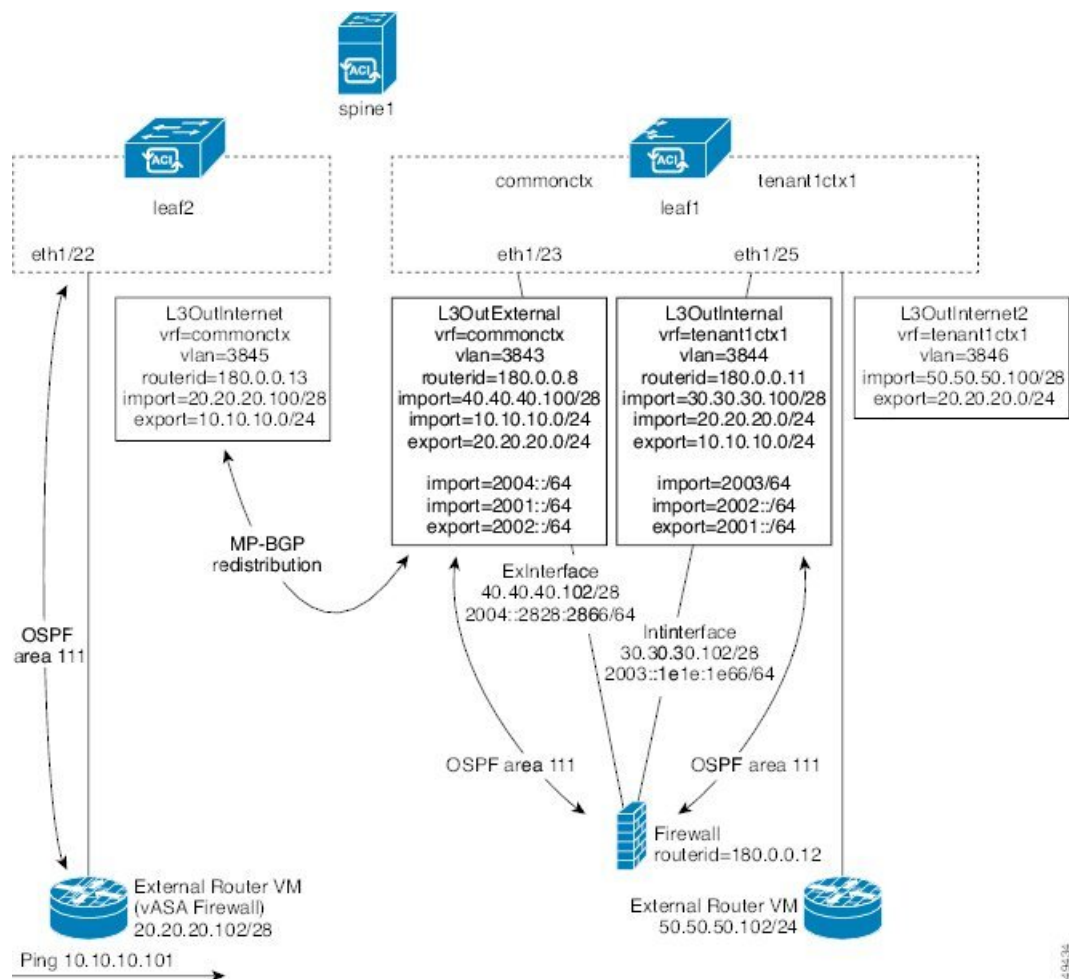 ACI
spine1
ACI
leaf2
eth1/22
commonctx
ACI
tenant1ctx1
leaf1
eth1/23
eth1/25
L3OutInternet
vrf=commonctx
vlan=3845
routerid=180.0.0.13
import=20.20.20.100/28
export=10.10.10.0/24
L3OutExternal
vrf=commonctx
vlan=3843
routerid=180.0.0.8
import=40.40.40.100/28
import=10.10.10.0/24
export=20.20.20.0/24
import=2004::/64
import=2001::/64
export=2002::/64
L3OutInternal
vrf=tenant1ctx1
vlan=3844
routerid=180.0.0.11
import=30.30.30.100/28
import=20.20.20.0/24
export=10.10.10.0/24
import=2003/64
import=2002::/64
export=2001::/64
L3OutInternet2
vrf=tenant1ctx1
vlan=3846
import=50.50.50.100/28
export=20.20.20.0/24
MP-BGP
redistribution
ExInterface
40.40.40.102/28
2004::2828:2866/64
IntInterface
30.30.30.102/28
2003::1e1e:1e66/64
OSPF
area 111
OSPF area 111
OSPF area 111
Firewall
routerid=180.0.0.12
External Router VM
(vASA Firewall)
20.20.20.102/28
External Router VM
50.50.50.102/24
Ping 10.10.10.101